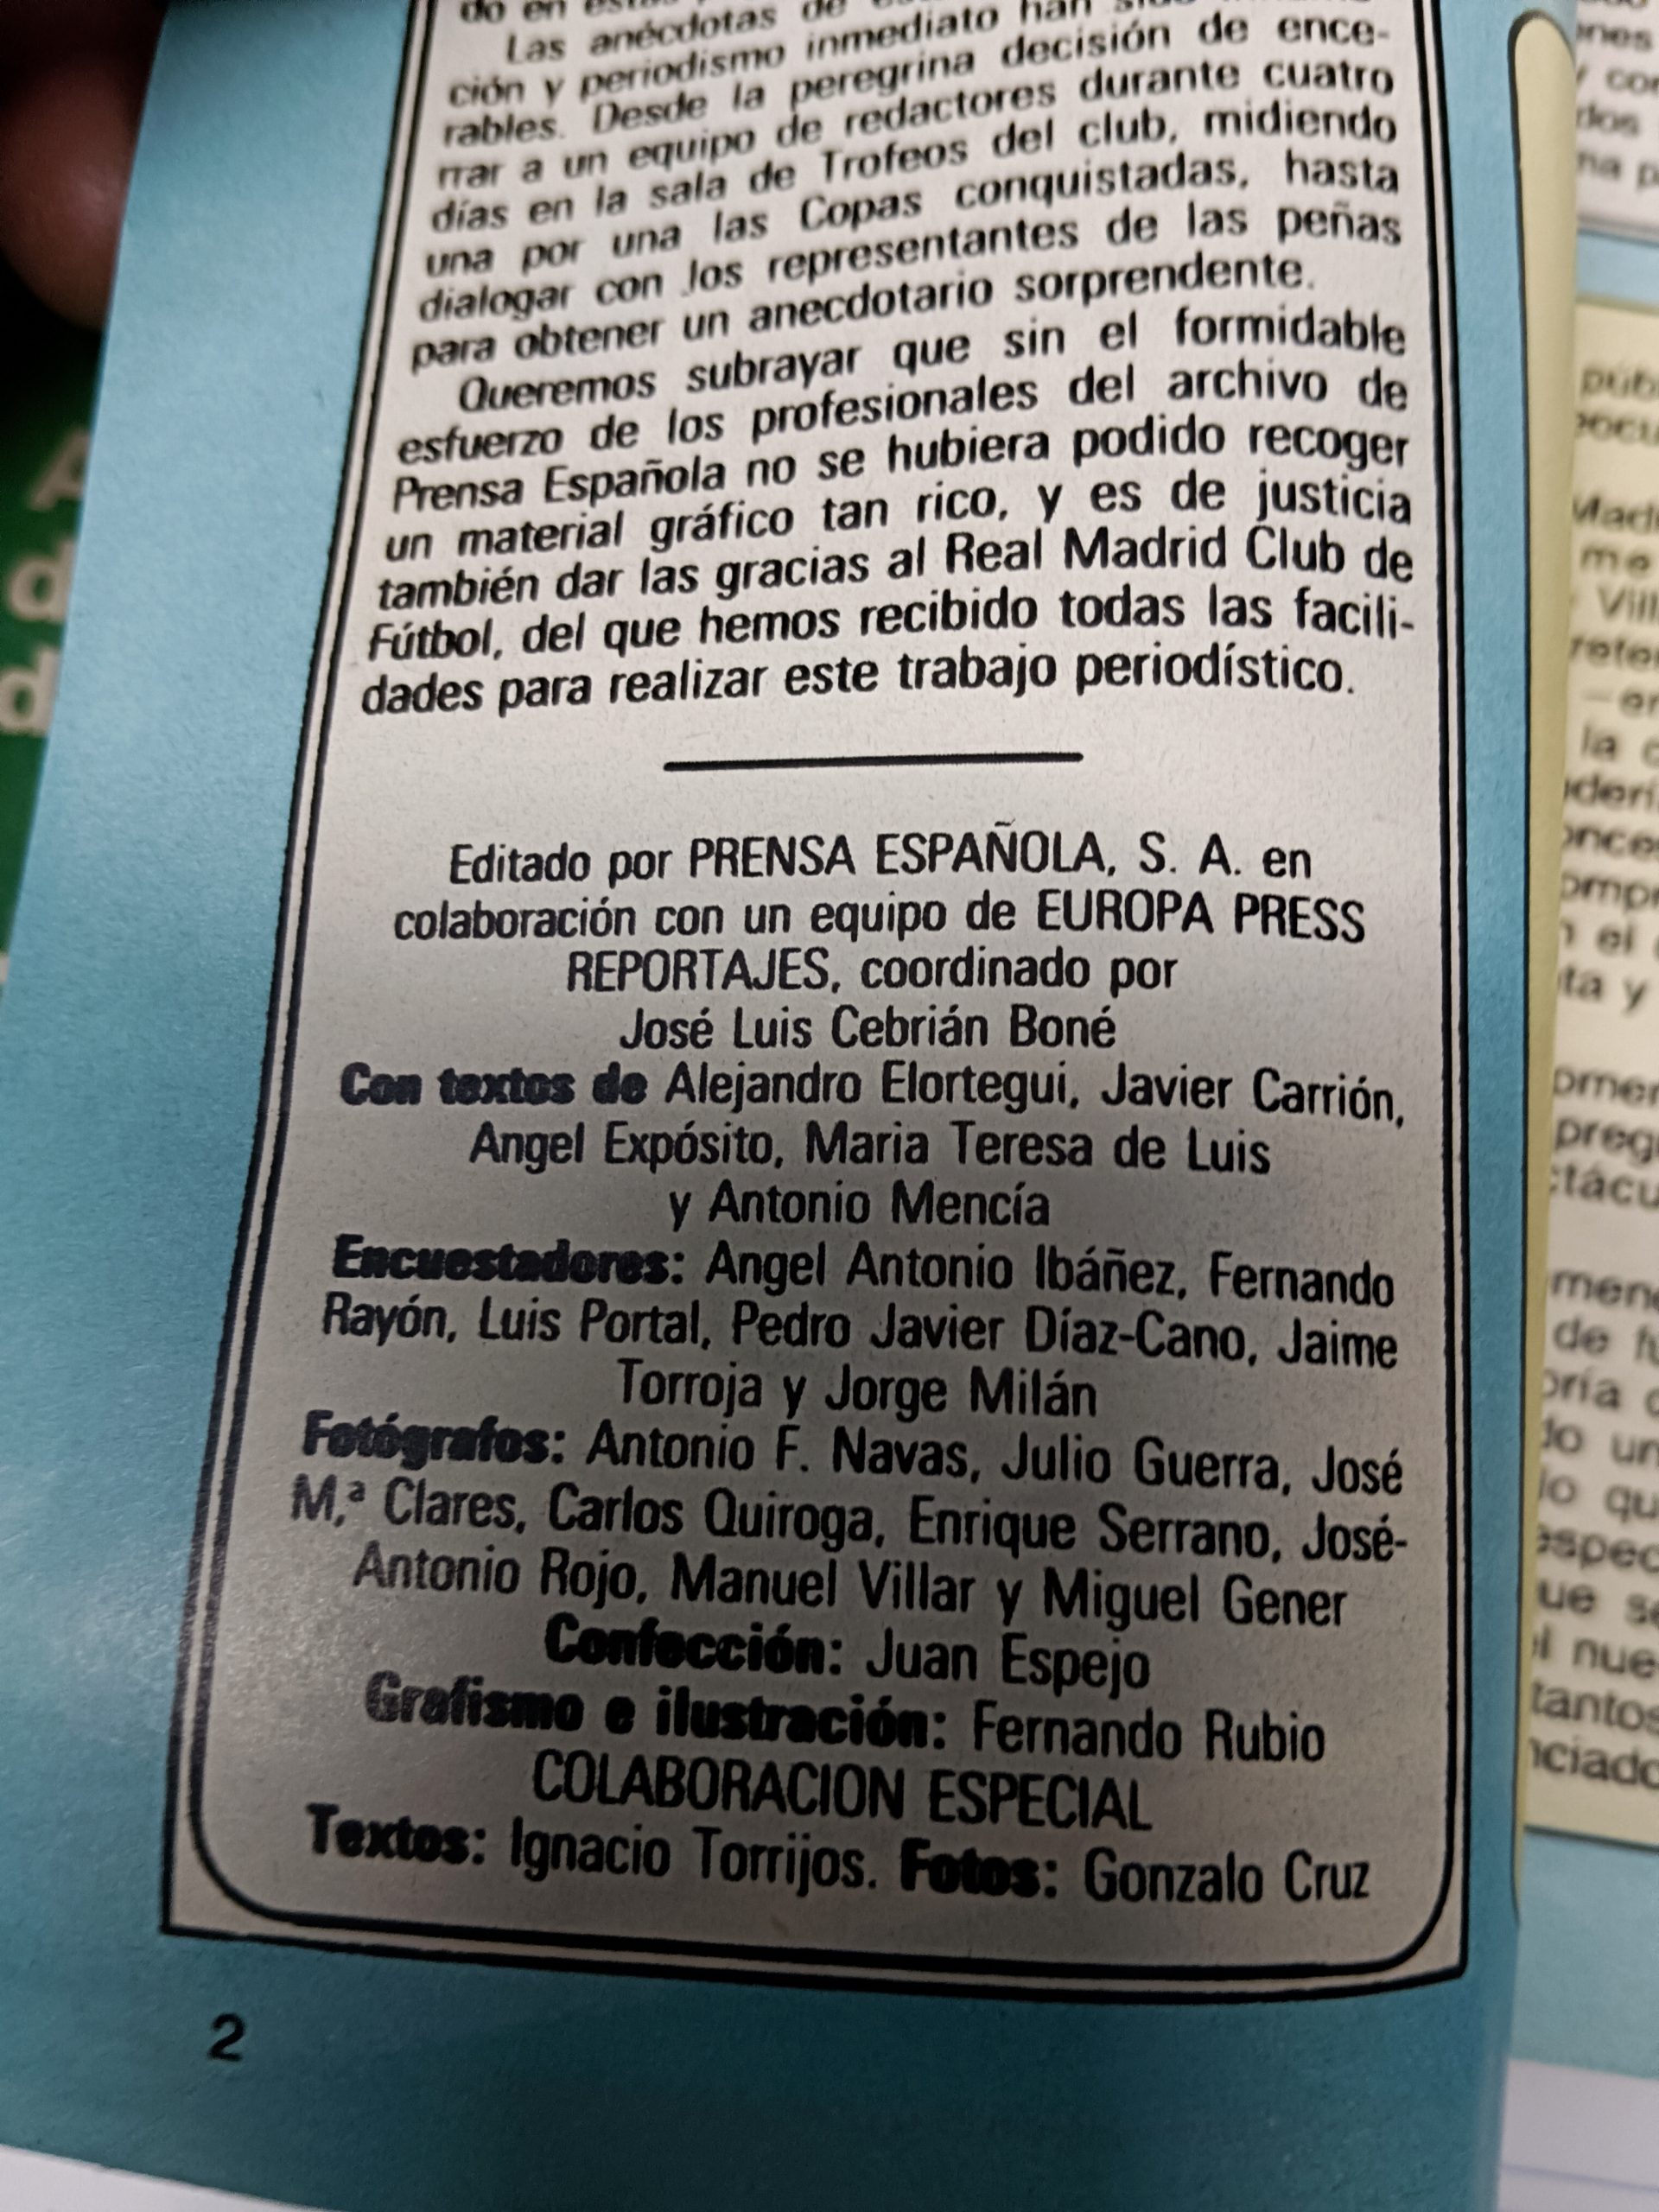 do en
Las anécdotas de
ción y periodismo inmediato han
rables. Desde la peregrina decisión de ence-
rrar a un equipo de redactores durante cuatro
días en la sala de Trofeos del club, midiendo
una por una las Copas conquistadas, hasta
dialogar con los representantes de las peñas
para obtener un anecdotario sorprendente.
Queremos subrayar que sin el formidable
esfuerzo de los profesionales del archivo de
Prensa Española no se hubiera podido recoger
un material gráfico tan rico, y es de justicia
también dar las gracias al Real Madrid Club de
Fútbol, del que hemos recibido todas las facili-
dades para realizar este trabajo periodístico.
Editado por PRENSA ESPAÑOLA, S. A. en
colaboración con un equipo de EUROPA PRESS
REPORTAJES, coordinado por
José Luis Cebrián Boné
Con textos de Alejandro Elortegui, Javier Carrión,
Angel Expósito, Maria Teresa de Luis
y Antonio Mencía
Encuestadores: Angel Antonio Ibáñez, Fernando
Rayón, Luis Portal, Pedro Javier Díaz-Cano, Jaime
Torroja y Jorge Milán
Fotógrafos: Antonio F. Navas, Julio Guerra, José
M,ª Clares, Carlos Quiroga, Enrique Serrano, José-
Antonio Rojo, Manuel Villar y Miguel Gener
Confección: Juan Espejo
Grafismo e ilustración: Fernando Rubio
COLABORACION ESPECIAL
Textos: Ignacio Torrijos. Fotos: Gonzalo Cruz
2